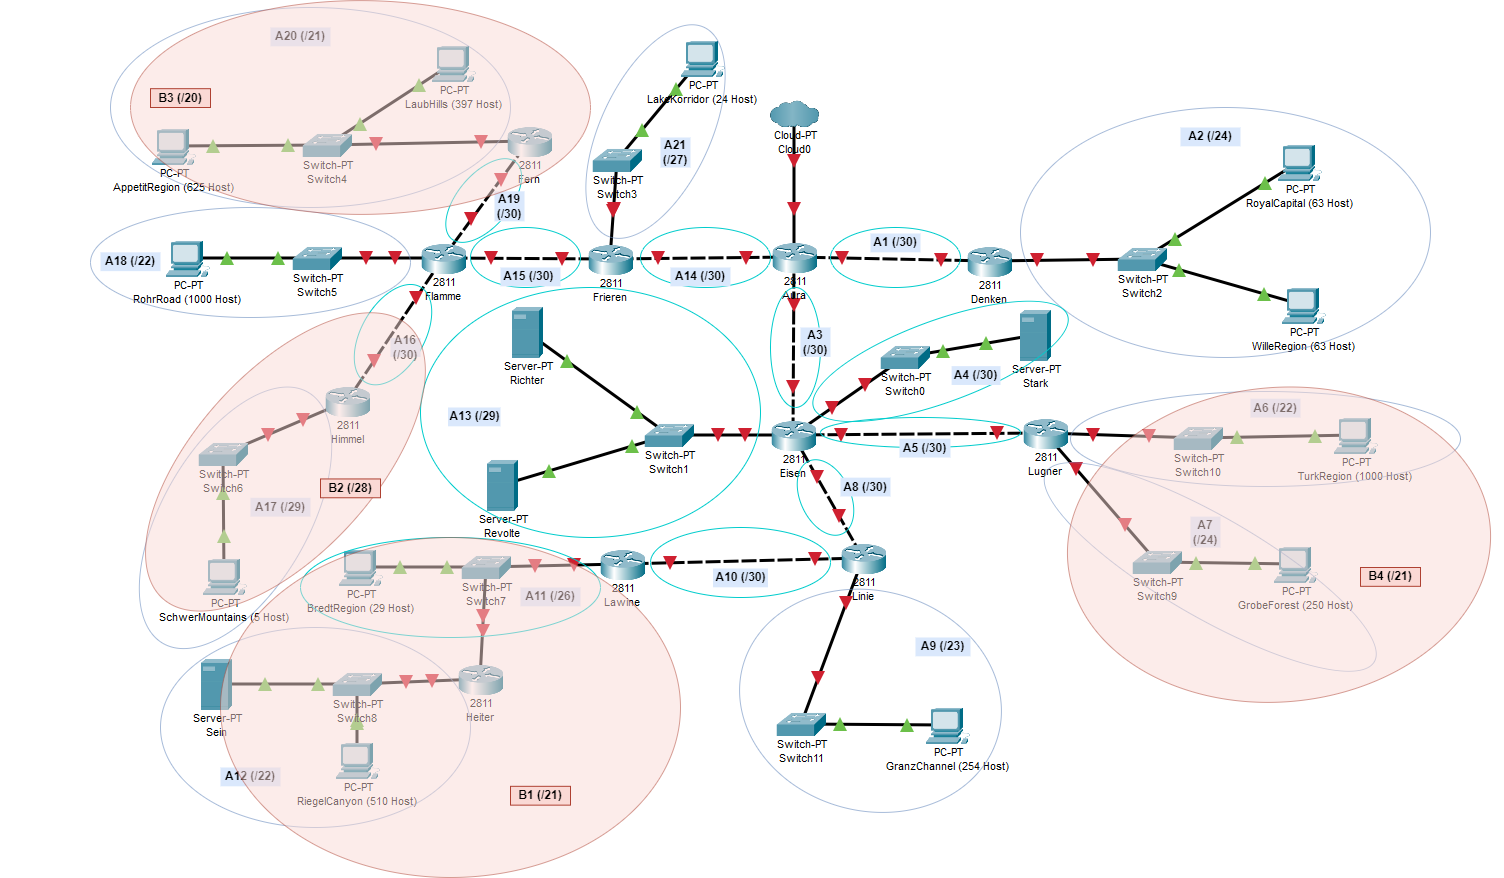 A20 (/21)
B3 (/20)
PC-PT
LaubHills (397 Host)
PC-PT
AppetitRegion (625 Host)
Switch-PT
Switch4
2811
Fern
A19
(/30)
PC-PT
LakeKorridor (24 Host)
A21
(/27)
Switch-PT
Switch3
Cloud-PT
Cloud0
A2 (/24)
PC-PT
RoyalCapital (63 Host)
Switch-PT
Switch2
PC-PT
WilleRegion (63 Host)
A18 (/22)
PC-PT
RohrRoad (1000 Host)
Switch-PT
Switch5
2811
Flamme
A15 (/30)
2811
Frieren
A14 (/30)
2811
Aura
A1 (/30)
2811
Denken
A16
(/30)
A3
(/30)
Server-PT
Richter
A13 (/29)
Switch-PT
Switch1
Server-PT
Revolte
Switch-PT
Switch0
A4 (/30)
Server-PT
Stark
2811
Eisen
A5 (/30)
2811
Lugner
A6 (/22)
Switch-PT
Switch10
PC-PT
TurkRegion (1000 Host)
A7
(/24)
Switch-PT
Switch9
PC-PT
GrobeForest (250 Host)
B4 (/21)
2811
Himmel
Switch-PT
Switch6
A17 (/29)
B2 (/28)
PC-PT
SchwerMountains (5 Host)
A8 (/30)
PC-PT
BredtRegion (29 Host)
Switch-PT
Switch7
A11 (/26)
2811
Lawine
A10 (/30)
2811
Linie
A9 (/23)
Switch-PT
Switch11
PC-PT
GranzChannel (254 Host)
Server-PT
Sein
Switch-PT
Switch8
2811
Heiter
A12 (/22)
PC-PT
RiegelCanyon (510 Host)
B1 (/21)